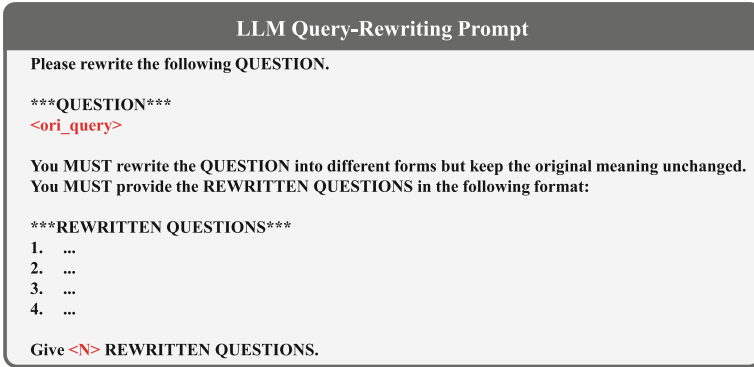 LLM Query-Rewriting Prompt
Please rewrite the following QUESTION.
***QUESTION***
<ori_query>
You MUST rewrite the QUESTION into different forms but keep the original meaning unchanged.
You MUST provide the REWRITTEN QUESTIONS in the following format:
***REWRITTEN QUESTIONS***
1. ...
2. ...
3. ...
4. ...
Give <N> REWRITTEN QUESTIONS.